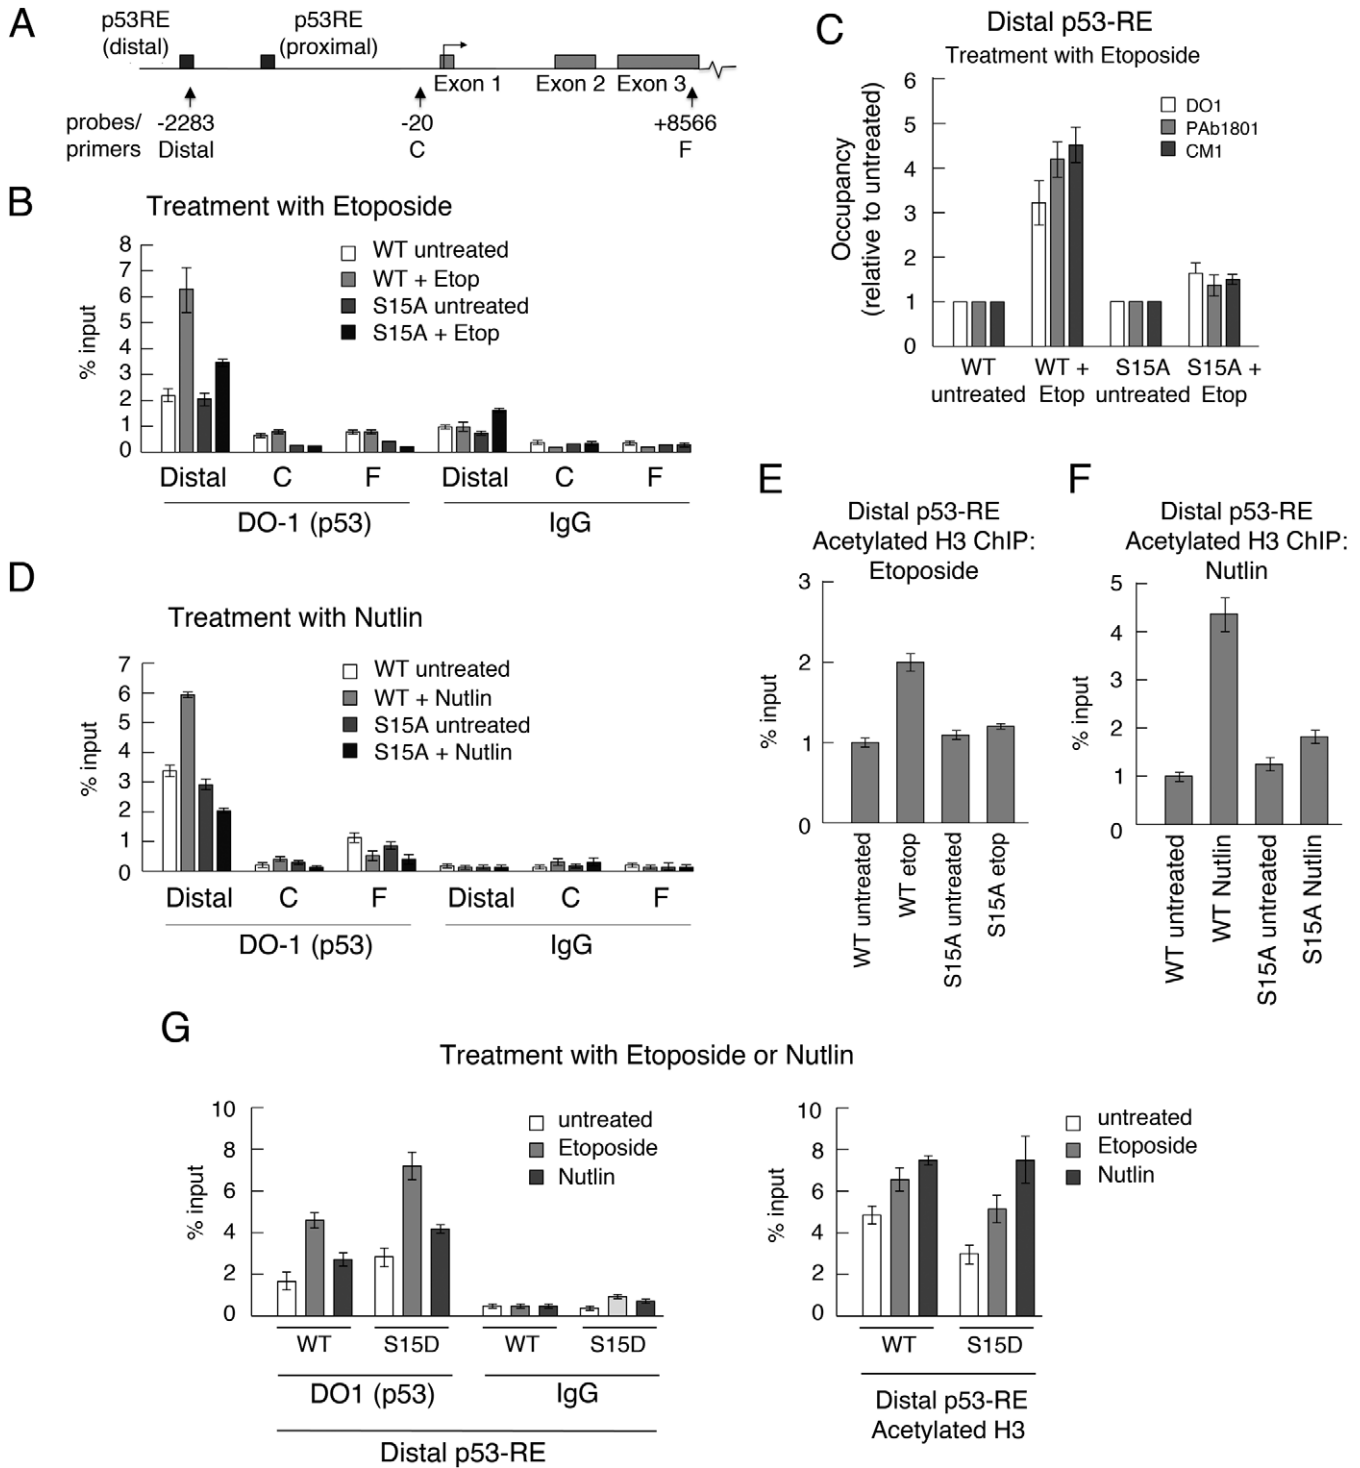 A
p53RE
(distal)
p53RE
(proximal)
Exon 1
Exon 2
Exon 3
probes/
primers
-2283
Distal
-20
C
+8566
F
B
Treatment with Etoposide
% input
8
7
6
5
4
3
2
1
0
WT untreated
WT + Etop
S15A untreated
S15A + Etop
Distal C F Distal C F
DO-1 (p53) IgG
C
Distal p53-RE
Treatment with Etoposide
Occupancy
(relative to untreated)
6
5
4
3
2
1
0
DO1
PAb1801
CM1
WT
untreated
WT +
Etop
S15A
untreated
S15A +
Etop
D
Treatment with Nutlin
% input
7
6
5
4
3
2
1
0
WT untreated
WT + Nutlin
S15A untreated
S15A + Nutlin
Distal C F Distal C F
DO-1 (p53) IgG
E
Distal p53-RE
Acetylated H3 ChIP:
Etoposide
% input
3
2
1
0
WT untreated
WT etop
S15A untreated
S15A etop
F
Distal p53-RE
Acetylated H3 ChIP:
Nutlin
% input
5
4
3
2
1
0
WT untreated
WT Nutlin
S15A untreated
S15A Nutlin
G
Treatment with Etoposide or Nutlin
% input
10
8
6
4
2
0
untreated
Etoposide
Nutlin
WT S15D WT S15D
DO1 (p53) IgG
Distal p53-RE
% input
10
8
6
4
2
0
untreated
Etoposide
Nutlin
WT S15D
Distal p53-RE
Acetylated H3